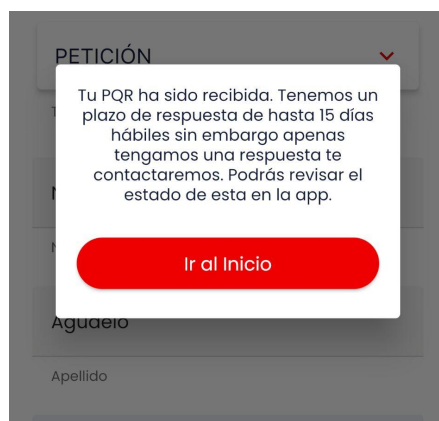 PETICIÓN
Tu PQR ha sido recibida. Tenemos un
plazo de respuesta de hasta 15 días
hábiles sin embargo apenas
tengamos una respuesta te
contactaremos. Podrás revisar el
estado de esta en la app.
Ir al Inicio
Agudelo
Apellido